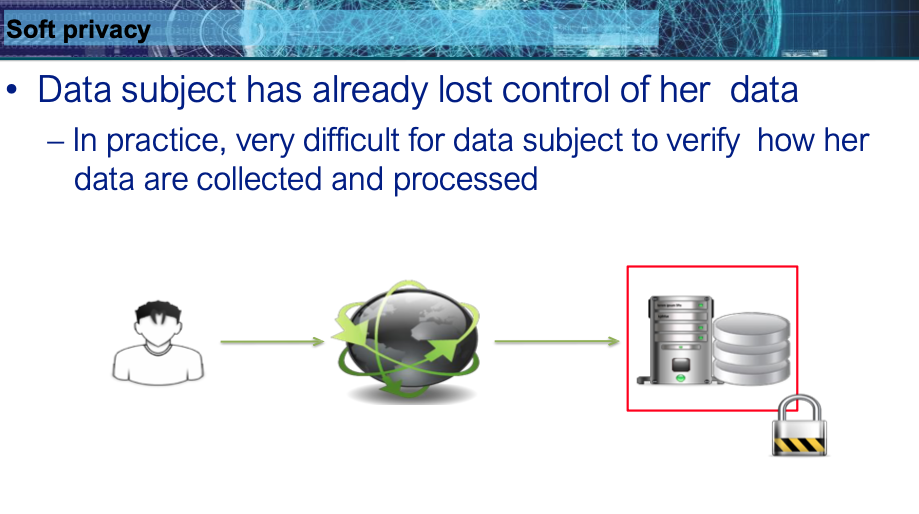 Soft privacy
• Data subject has already lost control of her  data
– In practice, very difficult for data subject to verify  how her
data are collected and processed